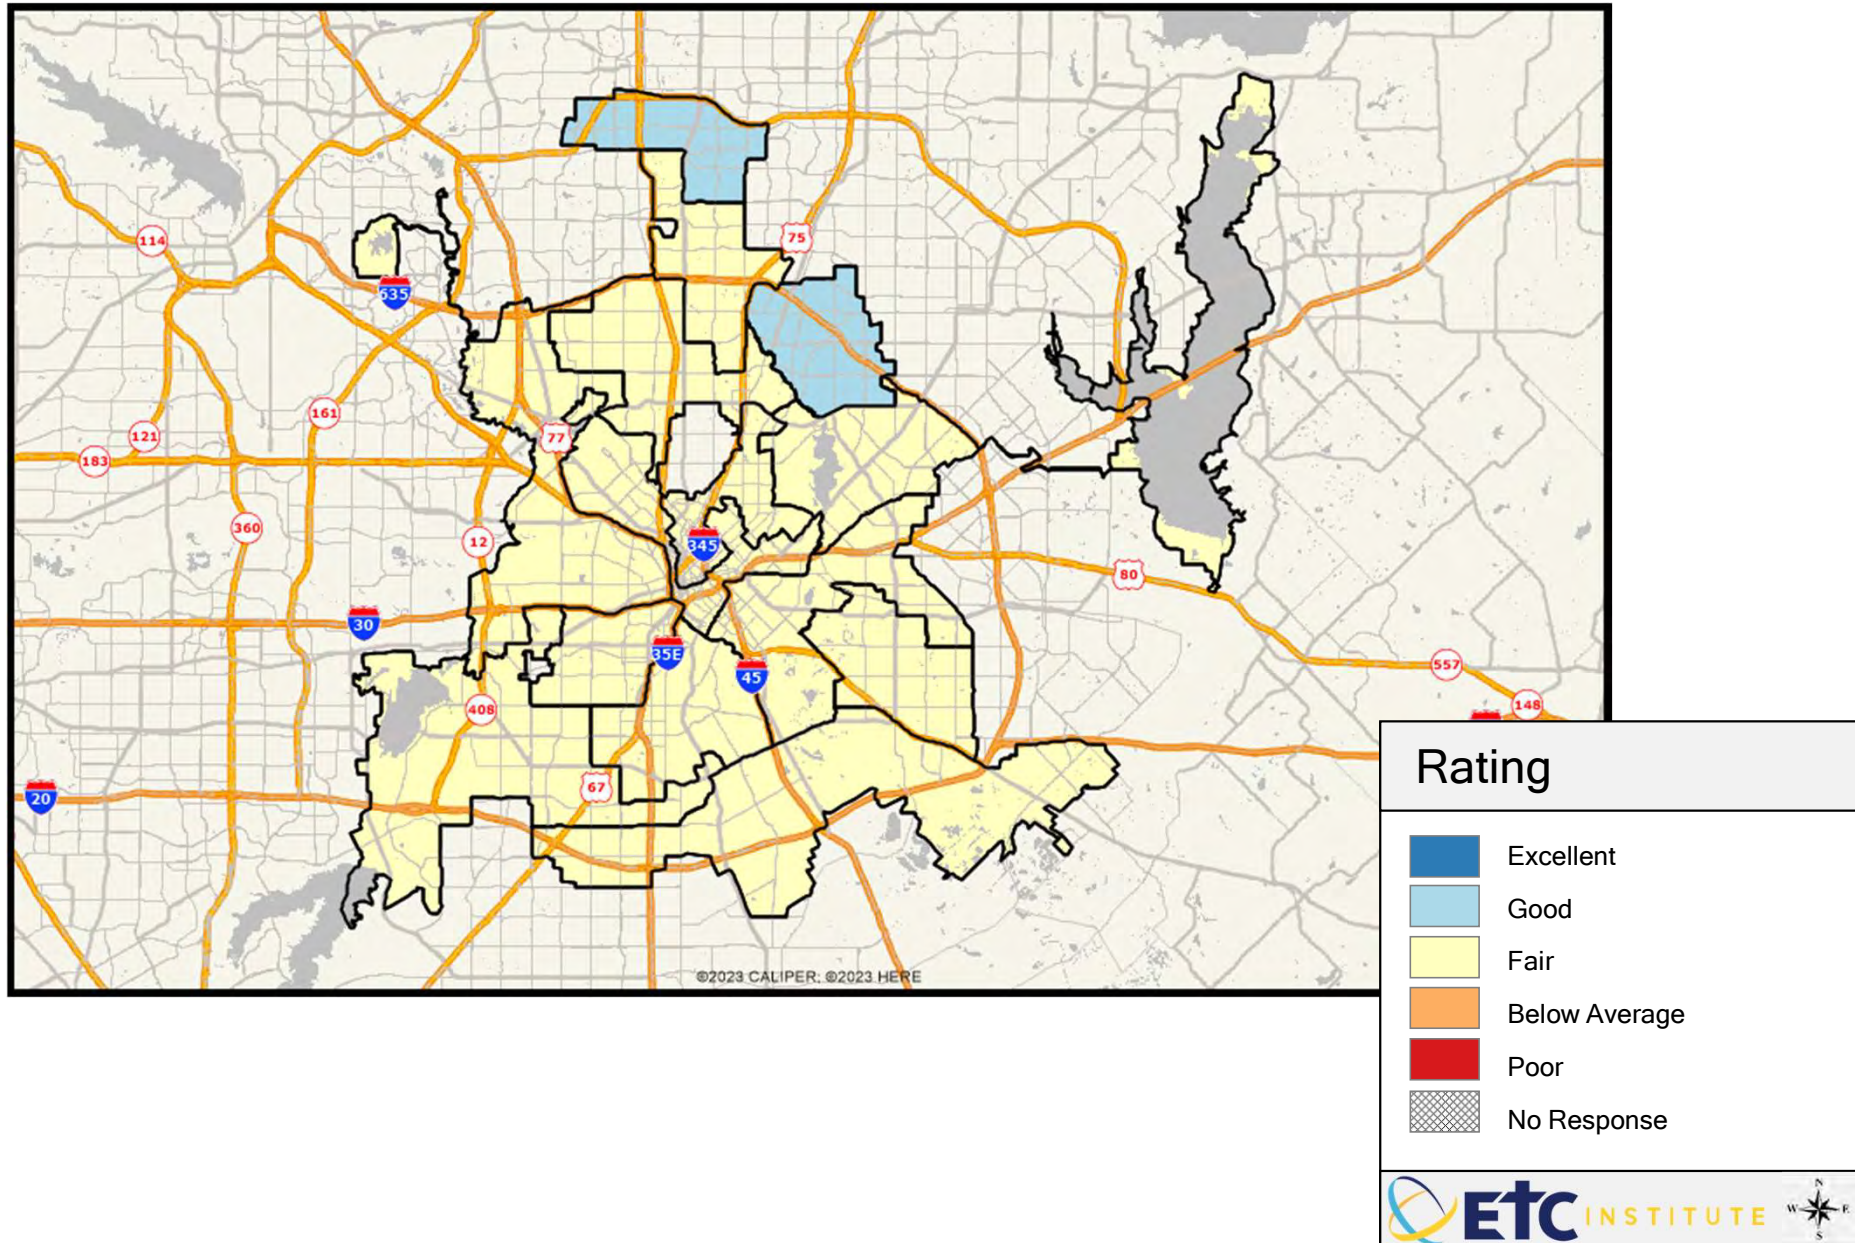 114
75
635
161
121
183
77
360
12
345
80
30
35E
45
557
408
148
67
20
©2023 CALIPER; ©2023 HERE
Rating
Excellent
Good
Fair
Below Average
Poor
No Response
ETC INSTITUTE
N
W E
S